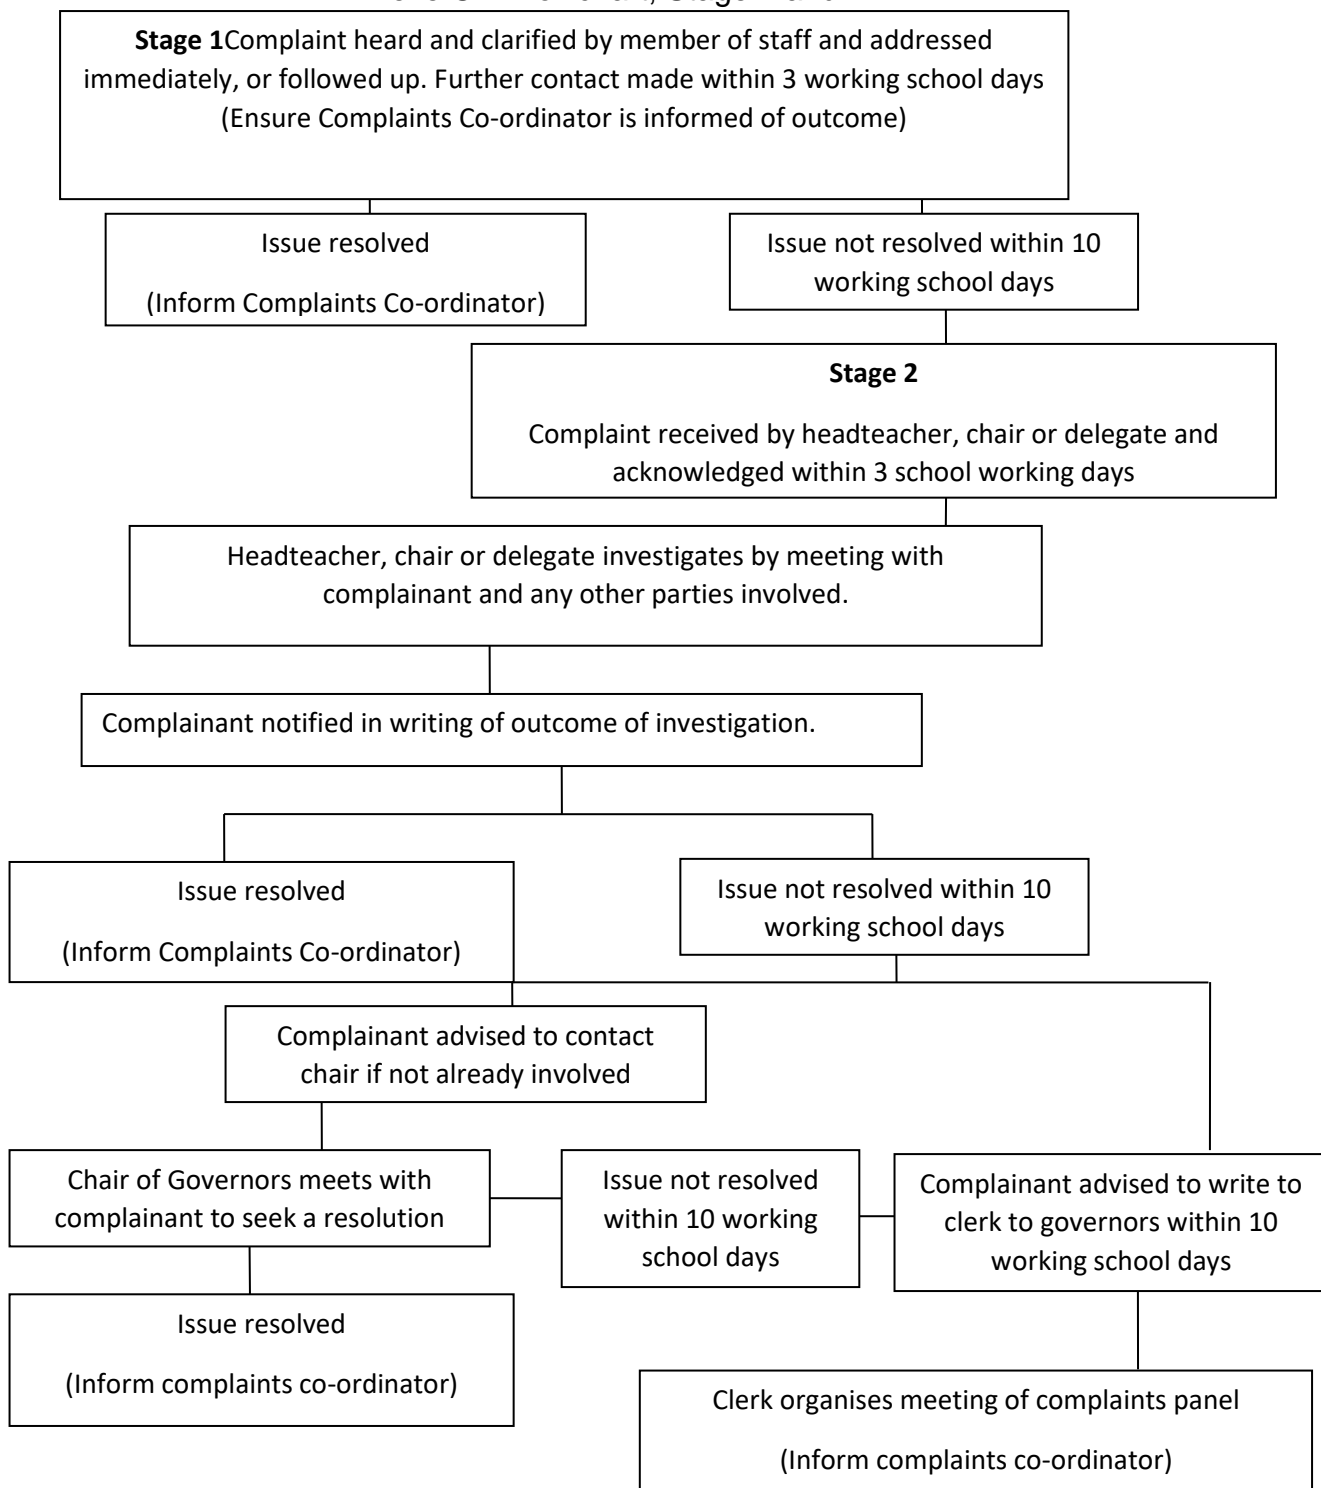 Stage 1Complaint heard and clarified by member of staff and addressed
immediately, or followed up. Further contact made within 3 working school days
(Ensure Complaints Co-ordinator is informed of outcome)
Issue resolved
(Inform Complaints Co-ordinator)
Issue not resolved within 10
working school days
Stage 2
Complaint received by headteacher, chair or delegate and
acknowledged within 3 school working days
Headteacher, chair or delegate investigates by meeting with
complainant and any other parties involved.
Complainant notified in writing of outcome of investigation.
Issue resolved
(Inform Complaints Co-ordinator)
Issue not resolved within 10
working school days
Complainant advised to contact
chair if not already involved
Chair of Governors meets with
complainant to seek a resolution
Issue not resolved
within 10 working
school days
Complainant advised to write to
clerk to governors within 10
working school days
Issue resolved
(Inform complaints co-ordinator)
Clerk organises meeting of complaints panel
(Inform complaints co-ordinator)